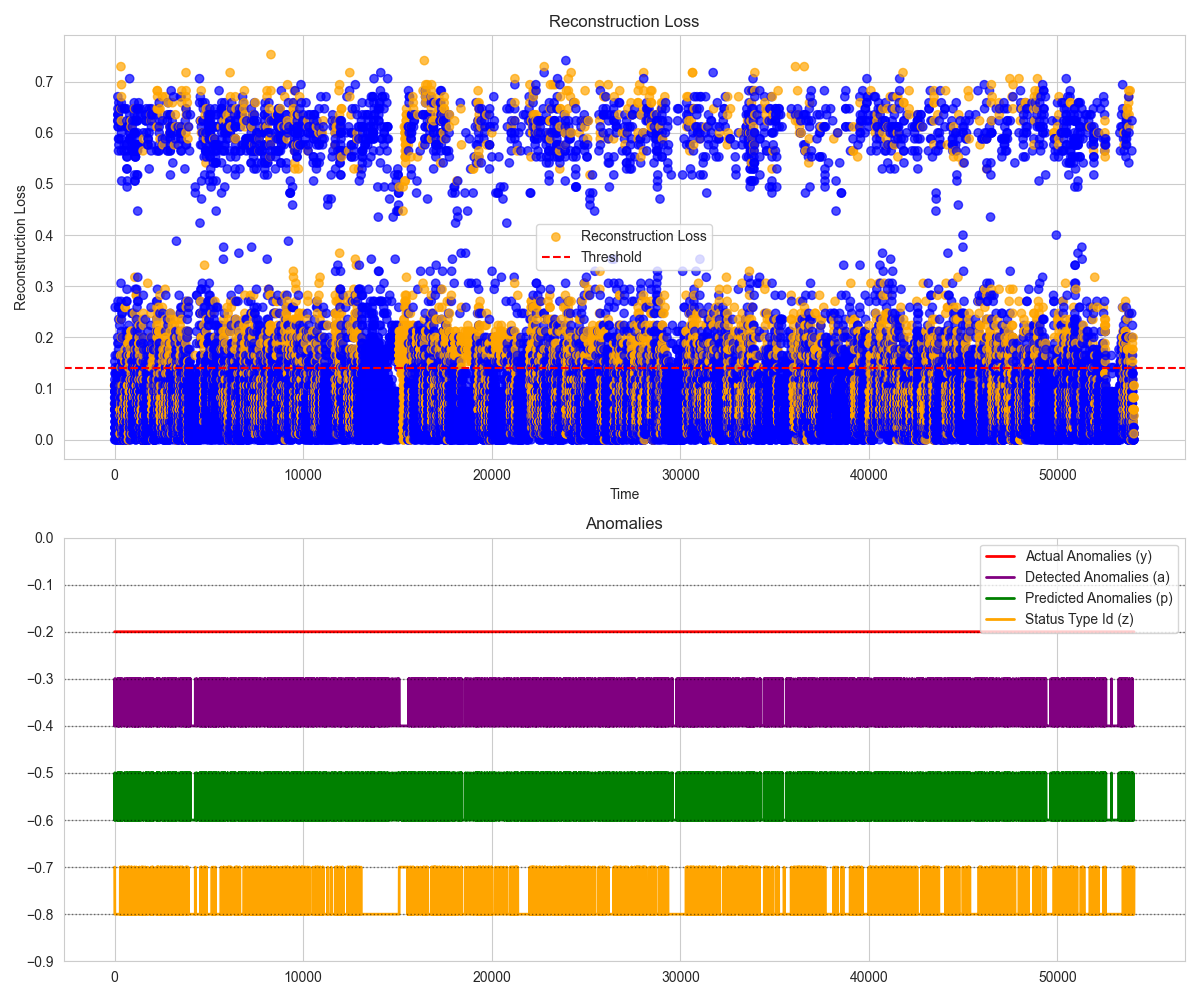 Reconstruction Loss
Reconstruction Loss
0.7
0.6
0.5
0.4
0.3
0.2
0.1
0.0
Reconstruction Loss
Threshold
0 10000 20000 30000 40000 50000
Time
Anomalies
0.0
−0.1
−0.2
−0.3
−0.4
−0.5
−0.6
−0.7
−0.8
−0.9
Actual Anomalies (y)
Detected Anomalies (a)
Predicted Anomalies (p)
Status Type Id (z)
0 10000 20000 30000 40000 50000